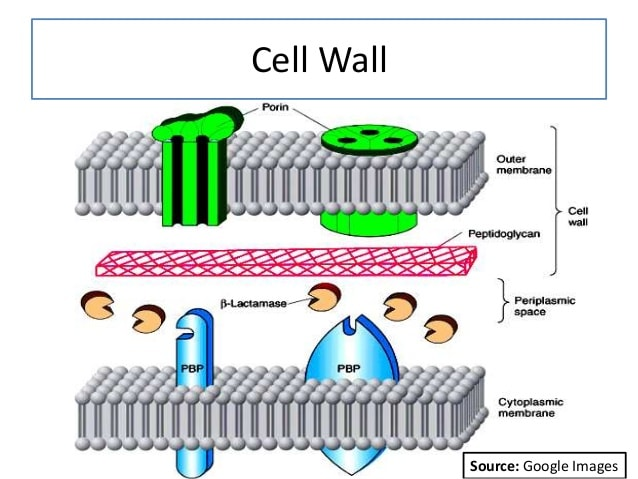 Cell Wall
Porin
Outer
membrane
Cell
wall
Peptidoglycan
β-Lactamase
Periplasmic
space
PBP
PBP
Cytoplasmic
membrane
Source: Google Images